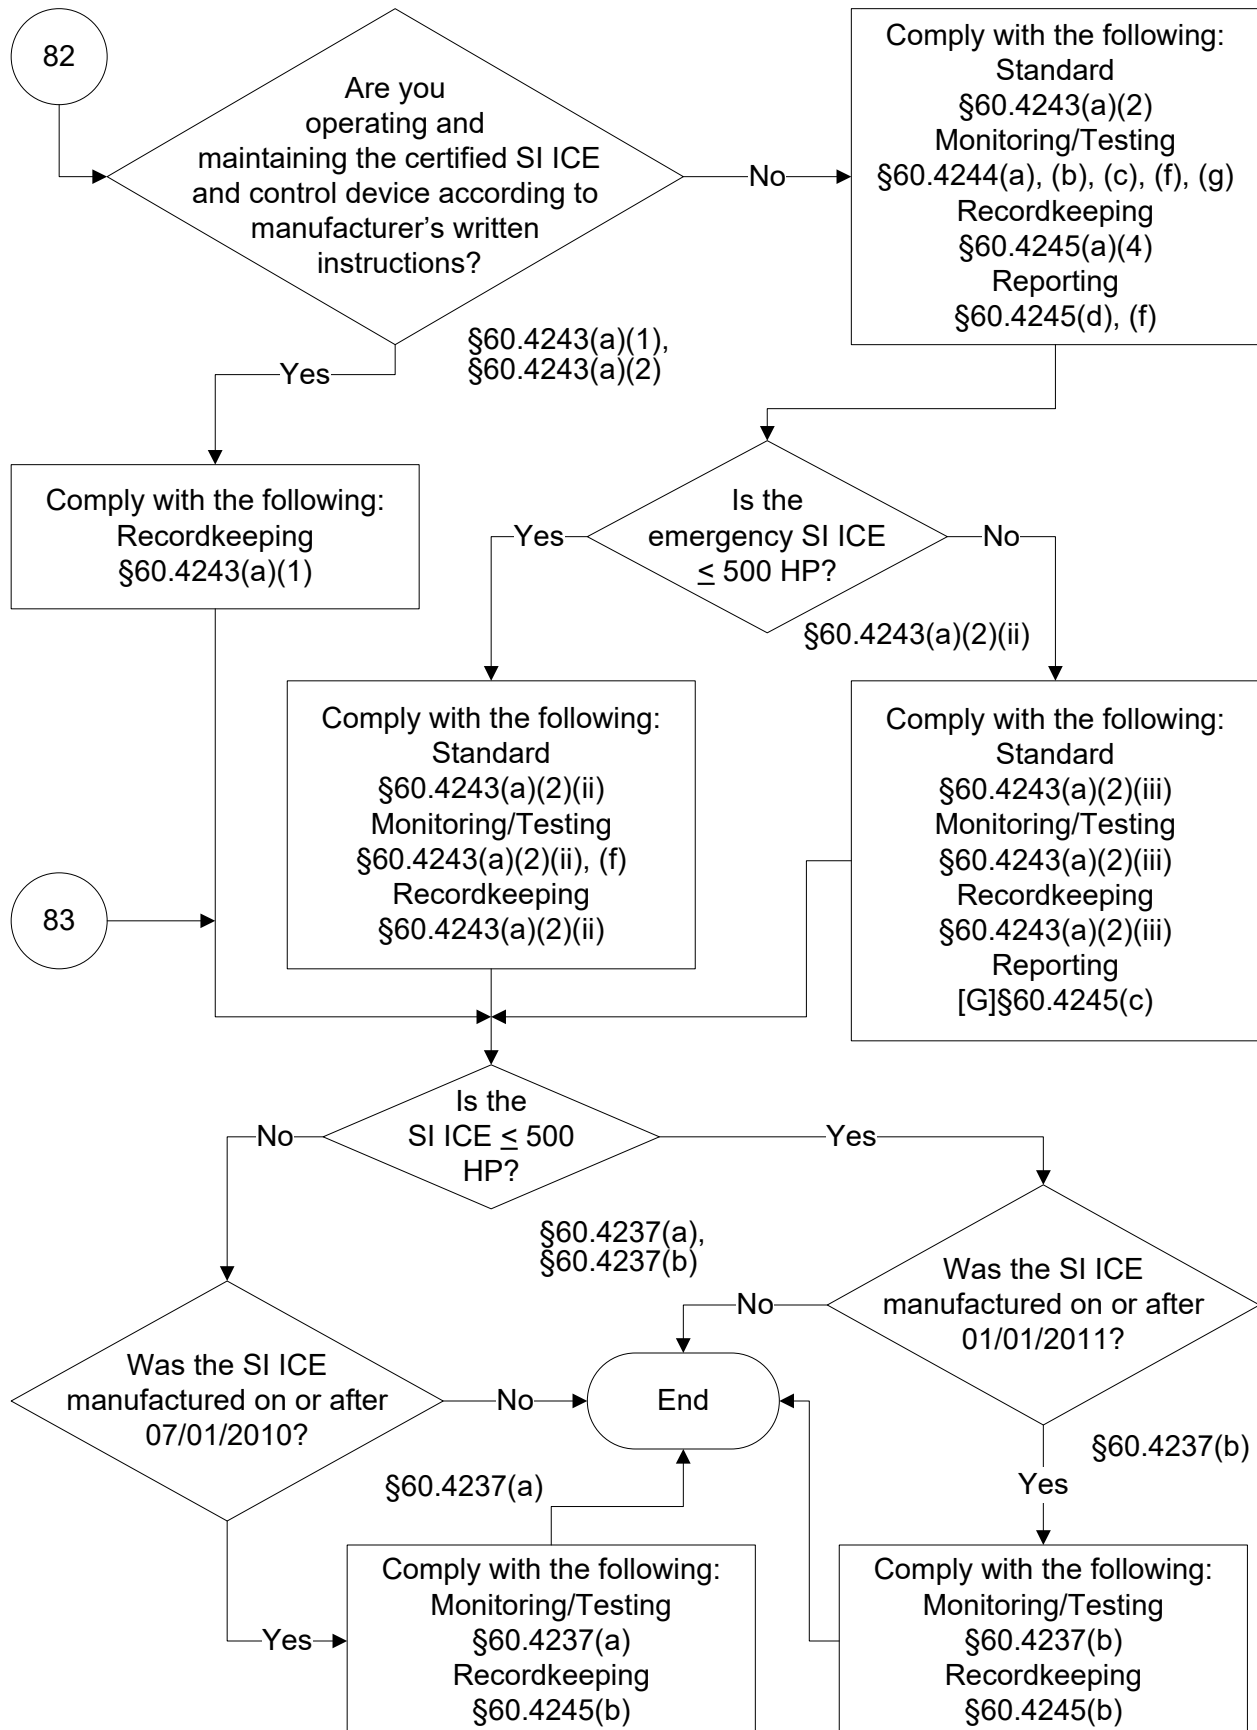 82
Are you
operating and
maintaining the certified SI ICE
and control device according to
manufacturer’s written
instructions?
No
Comply with the following:
Standard
§60.4243(a)(2)
Monitoring/Testing
§60.4244(a), (b), (c), (f), (g)
Recordkeeping
§60.4245(a)(4)
Reporting
§60.4245(d), (f)
§60.4243(a)(1),
§60.4243(a)(2)
Yes
Comply with the following:
Recordkeeping
§60.4243(a)(1)
Is the
emergency SI ICE
≤ 500 HP?
Yes
No
§60.4243(a)(2)(ii)
Comply with the following:
Standard
§60.4243(a)(2)(ii)
Monitoring/Testing
§60.4243(a)(2)(ii), (f)
Recordkeeping
§60.4243(a)(2)(ii)
Comply with the following:
Standard
§60.4243(a)(2)(iii)
Monitoring/Testing
§60.4243(a)(2)(iii)
Recordkeeping
§60.4243(a)(2)(iii)
Reporting
[G]§60.4245(c)
83
Is the
SI ICE ≤ 500
HP?
No
Yes
§60.4237(a),
§60.4237(b)
Was the SI ICE
manufactured on or after
01/01/2011?
No
Was the SI ICE
manufactured on or after
07/01/2010?
No
End
§60.4237(b)
§60.4237(a)
Yes
Yes
Comply with the following:
Monitoring/Testing
§60.4237(a)
Recordkeeping
§60.4245(b)
Comply with the following:
Monitoring/Testing
§60.4237(b)
Recordkeeping
§60.4245(b)